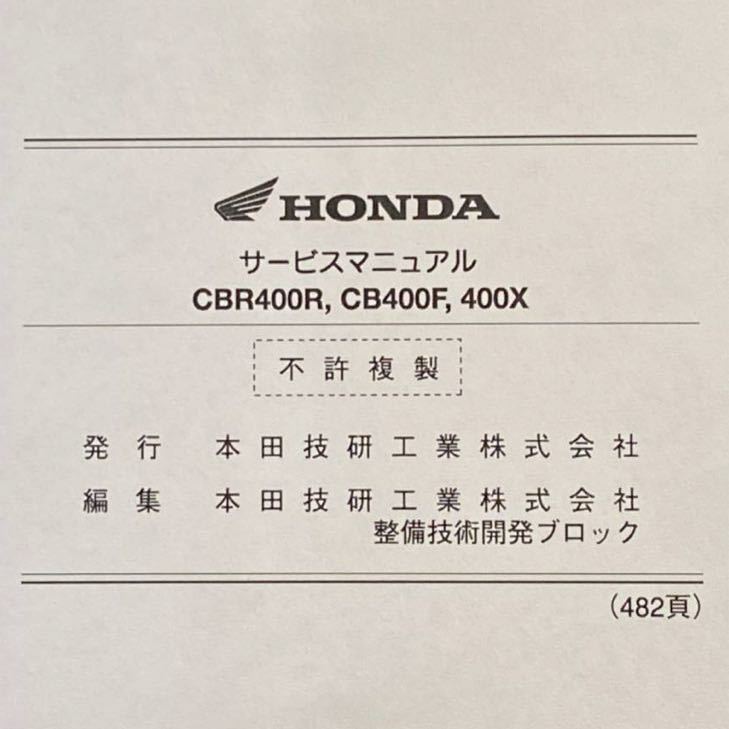 HONDA
サービスマニュアル
CBR400R, CB400F, 400X
不許複製
発行 本田技研工業株式会社
編集 本田技研工業株式会社
整備技術開発ブロック
(482頁)